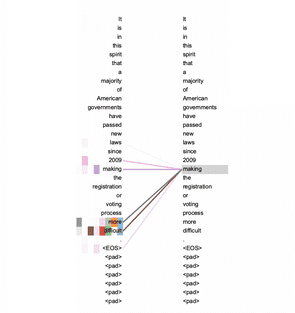 It It
is is
in in
this this
spirit spirit
that that
a a
majority majority
of of
American American
governments governments
have have
passed passed
new new
laws laws
since since
2009 2009
making making
the the
registration registration
or or
voting voting
process process
more more
difficult difficult
. .
<EOS> <EOS>
<pad> <pad>
<pad> <pad>
<pad> <pad>
<pad> <pad>
<pad> <pad>
<pad> <pad>